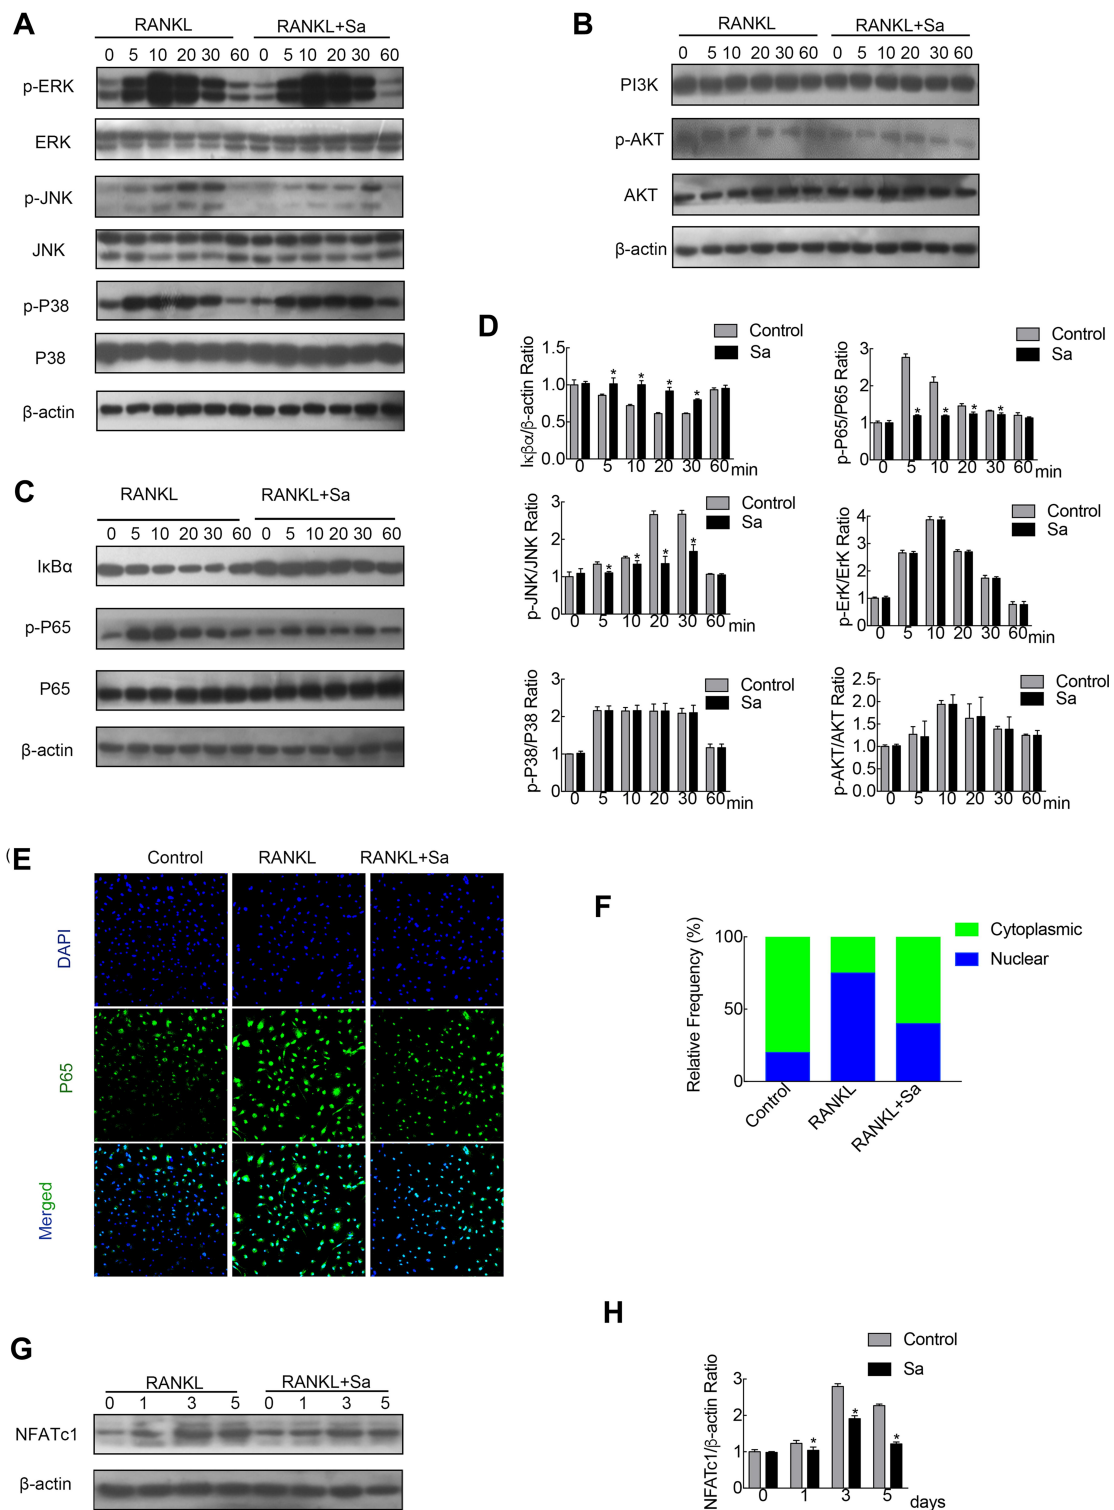 A
RANKL RANKL+Sa
0 5 10 20 30 60 0 5 10 20 30 60
p-ERK
ERK
p-JNK
JNK
p-P38
P38
β-actin
B
RANKL RANKL+Sa
0 5 10 20 30 60 0 5 10 20 30 60
PI3K
p-AKT
AKT
β-actin
C
RANKL RANKL+Sa
0 5 10 20 30 60 0 5 10 20 30 60
IκBα
p-P65
P65
β-actin
D
Control
Sa
Iκβα/β-actin Ratio
1.5
1.0
0.5
0.0
* * * *
0 5 10 20 30 60 min
Control
Sa
p-P65/P65 Ratio
3
2
1
0
* * * *
0 5 10 20 30 60 min
Control
Sa
p-JNK/JNK Ratio
3
2
1
0
* * * *
0 5 10 20 30 60 min
Control
Sa
p-ErK/ErK Ratio
4
3
2
1
0
0 5 10 20 30 60 min
Control
Sa
p-P38/P38 Ratio
3
2
1
0
0 5 10 20 30 60 min
Control
Sa
p-AKT/AKT Ratio
2.5
2.0
1.5
1.0
0.5
0.0
0 5 10 20 30 60 min
(E
Control RANKL RANKL+Sa
DAPI
P65
Merged
F
Relative Frequency (%)
100
50
0
Control RANKL RANKL+Sa
Cytoplasmic
Nuclear
G
RANKL RANKL+Sa
0 1 3 5 0 1 3 5
NFATc1
β-actin
H
Control
Sa
NFATc1/β-actin Ratio
3
2
1
0
* * *
0 1 3 5 days